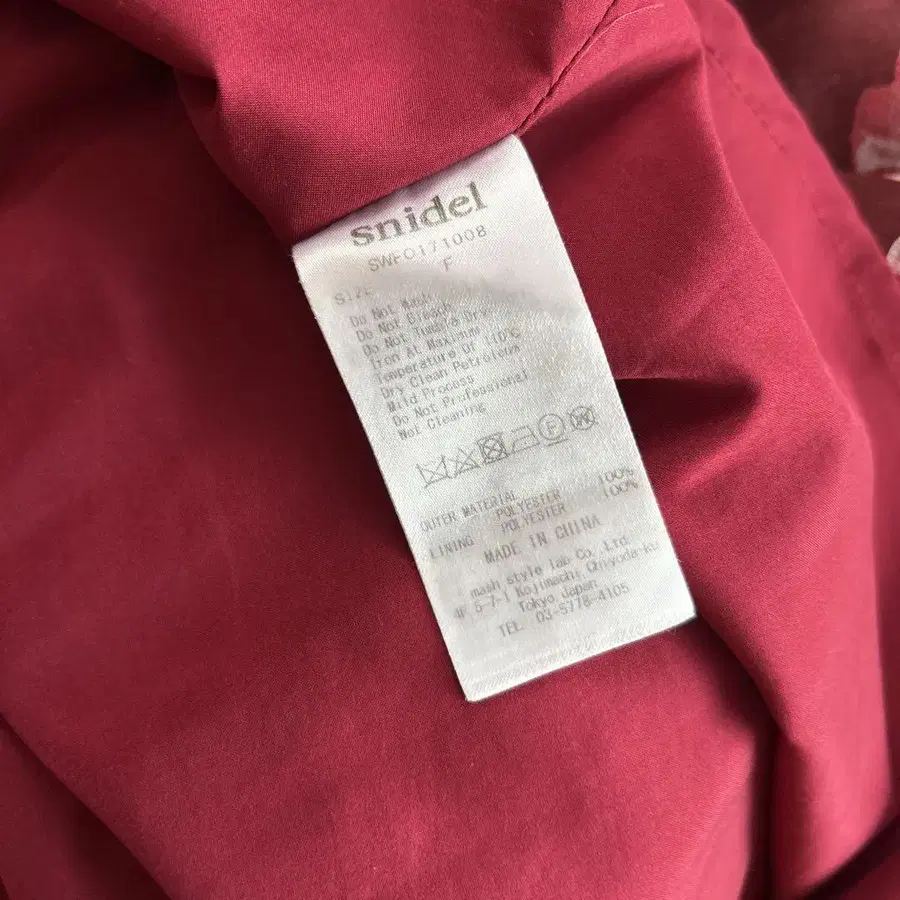 snidel
SWFO171008
SIZE F
Do Not Wash
Do Not Bleach
Do Not Tumble Dry
Iron At Maximum
Temperature Of 110℃
Dry Clean Petroleum
Mild Process
Do Not Professional
Wet Cleaning
F W
OUTER MATERIAL
POLYESTER 100%
LINING POLYESTER 100%
MADE IN CHINA
mash style lab Co. Ltd.
4F 5-7-1 Kojimachi, Chiyoda-ku
Tokyo Japan
TEL 03-5778-4105